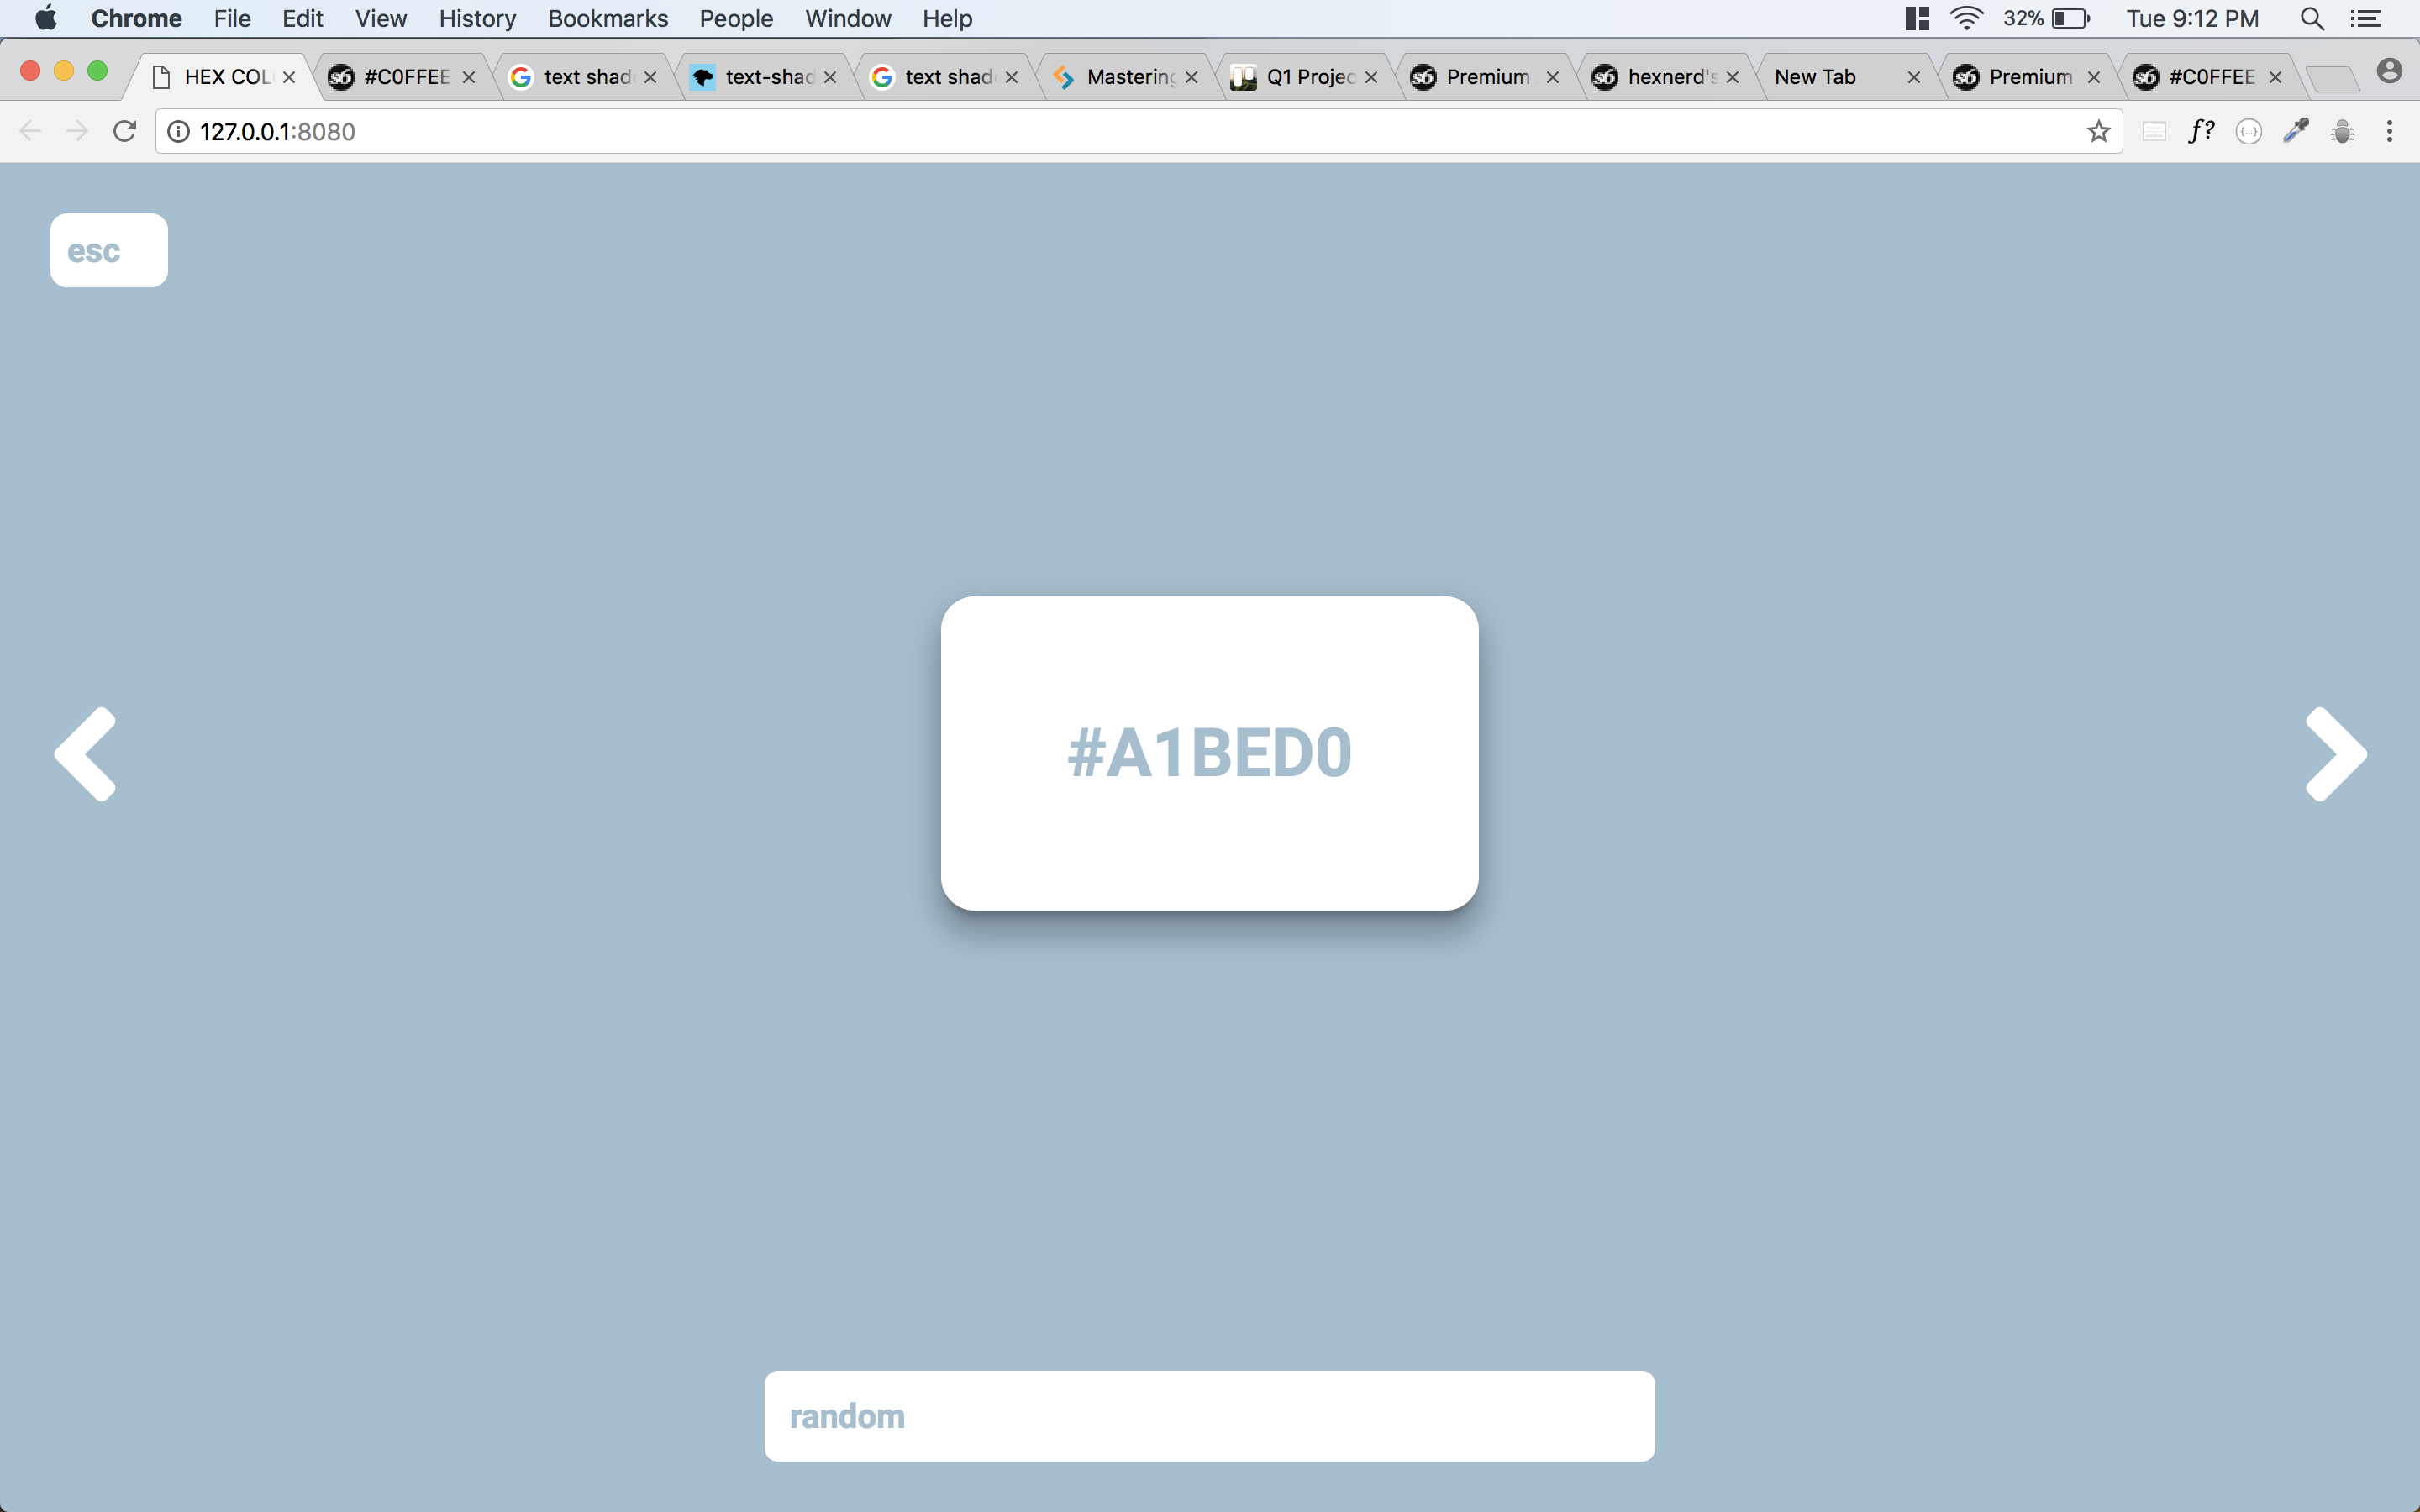 Chrome File Edit View History Bookmarks People Window Help 32% Tue 9:12 PM
HEX COL #C0FFEE text shad text-shad text shad Mastering Q1 Projec Premium hexnerd's New Tab Premium #C0FFEE
127.0.0.1:8080 f?
esc
#A1BED0
random